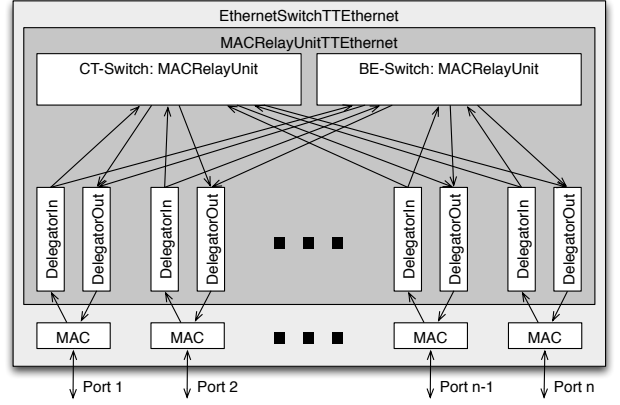 EthernetSwitchTTEthernet
MACRelayUnitTTEthernet
CT-Switch: MACRelayUnit
BE-Switch: MACRelayUnit
DelegatorIn
DelegatorOut
DelegatorIn
DelegatorOut
DelegatorIn
DelegatorOut
DelegatorIn
DelegatorOut
MAC
MAC
MAC
MAC
Port 1
Port 2
Port n-1
Port n